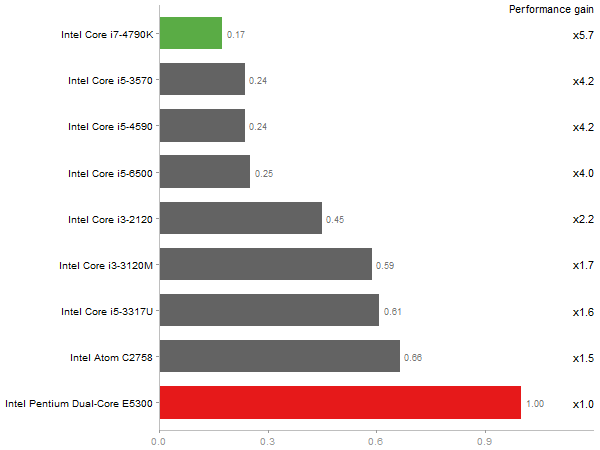 Performance gain
Intel Core i7-4790K 0.17 x5.7
Intel Core i5-3570 0.24 x4.2
Intel Core i5-4590 0.24 x4.2
Intel Core i5-6500 0.25 x4.0
Intel Core i3-2120 0.45 x2.2
Intel Core i3-3120M 0.59 x1.7
Intel Core i5-3317U 0.61 x1.6
Intel Atom C2758 0.66 x1.5
Intel Pentium Dual-Core E5300 1.00 x1.0
0.0 0.3 0.6 0.9